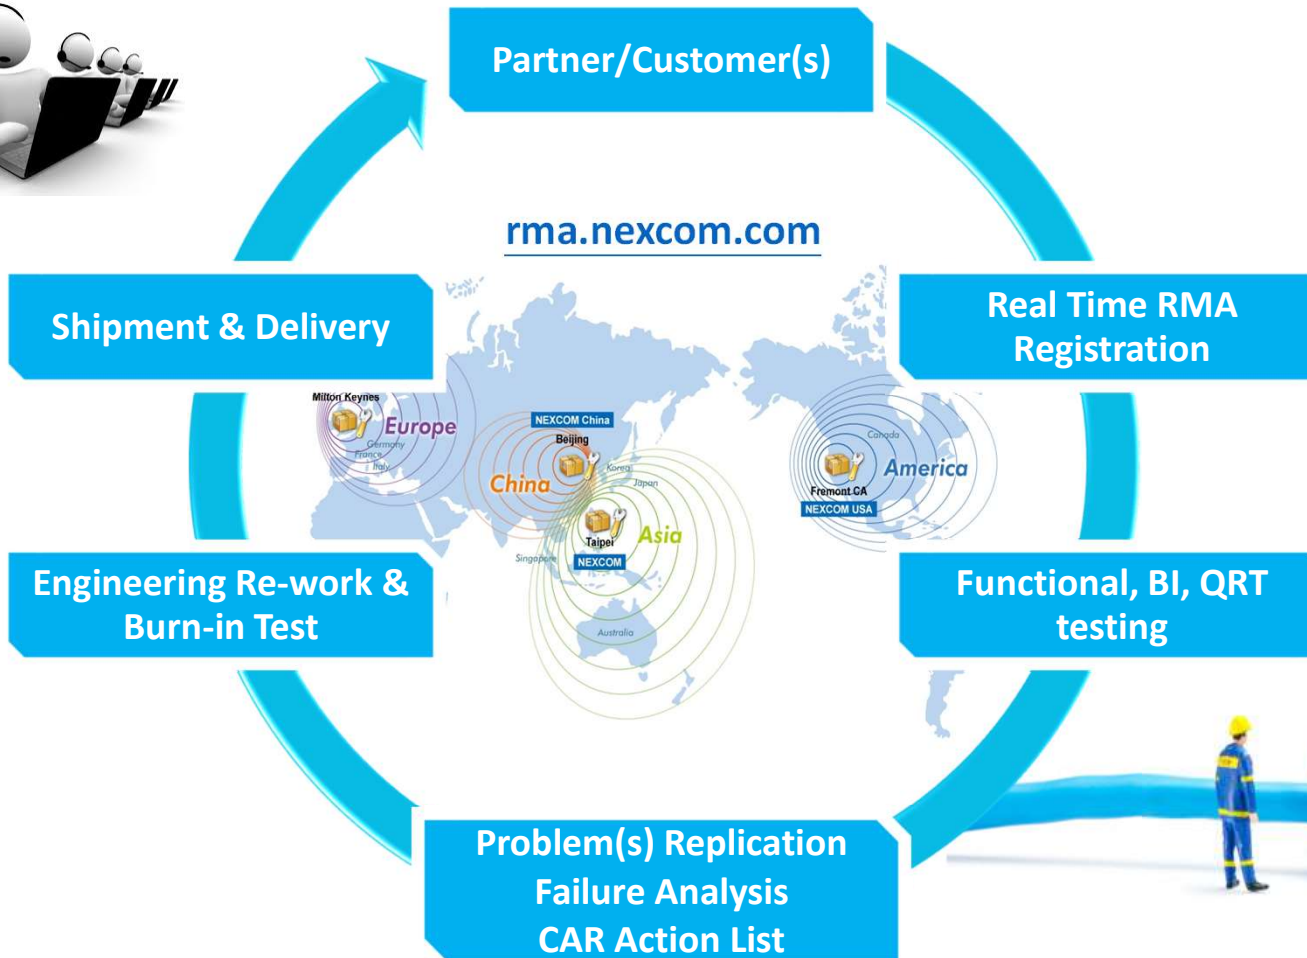 Partner/Customer(s)
rma.nexcom.com
Shipment & Delivery
Real Time RMA
Registration
Milton Keynes
Europe
Germany
France
Italy
NEXCOM China
Beijing
China
Korea
Japan
Canada
America
Fremont CA
NEXCOM USA
Taipei
Asia
Singapore
NEXCOM
Australia
Engineering Re-work &
Burn-in Test
Functional, BI, QRT
testing
Problem(s) Replication
Failure Analysis
CAR Action List